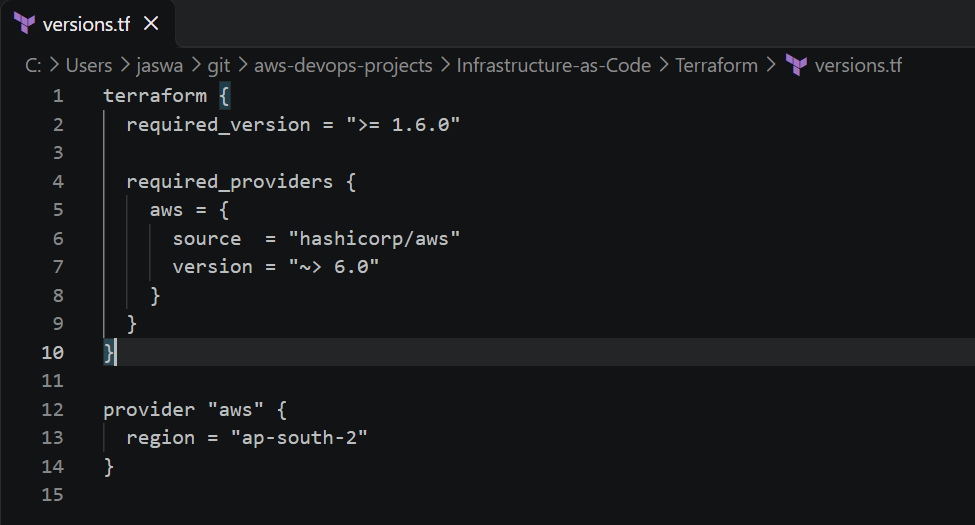 versions.tf ×
C: > Users > jaswa > git > aws-devops-projects > Infrastructure-as-Code > Terraform > versions.tf
1 terraform {
2   required_version = ">= 1.6.0"
3
4   required_providers {
5     aws = {
6       source  = "hashicorp/aws"
7       version = "~> 6.0"
8     }
9   }
10 }
11
12 provider "aws" {
13   region = "ap-south-2"
14 }
15